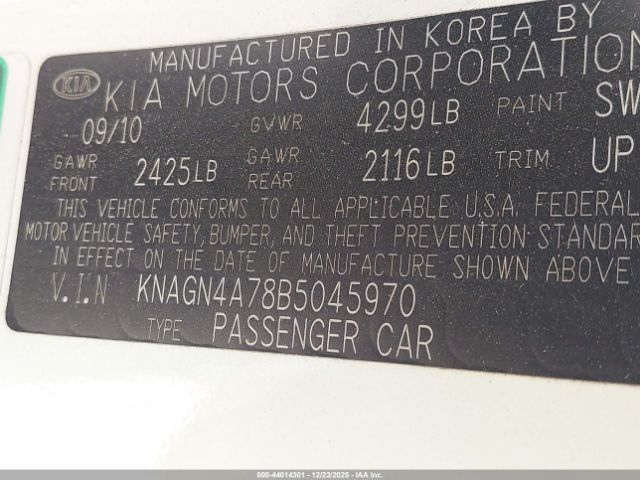 MANUFACTURED IN KOREA BY
KIA KIA MOTORS CORPORATION
09/10 GVWR 4299LB PAINT SW
GAWR FRONT 2425LB GAWR REAR 2116LB TRIM UP
THIS VEHICLE CONFORMS TO ALL APPLICABLE U.S.A. FEDERAL
MOTOR VEHICLE SAFETY, BUMPER, AND THEFT PREVENTION STANDAR
IN EFFECT ON THE DATE OF MANUFACTURE SHOWN ABOVE
V.I.N KNAGN4A78B5045970
TYPE PASSENGER CAR
000-44014301 - 12/23/2025 - IAA, Inc.